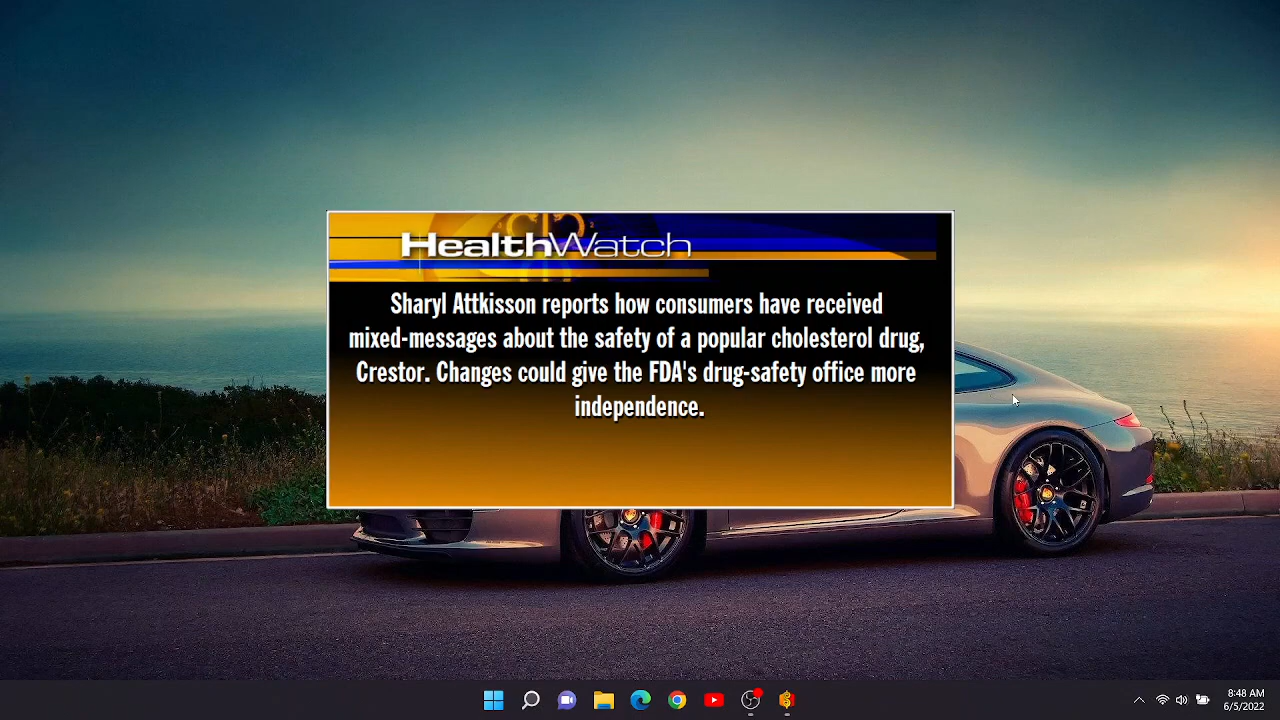 HealthWatch
Sharyl Attkisson reports how consumers have received
mixed-messages about the safety of a popular cholesterol drug,
Crestor. Changes could give the FDA's drug-safety office more
independence.
8:48 AM
6/5/2022